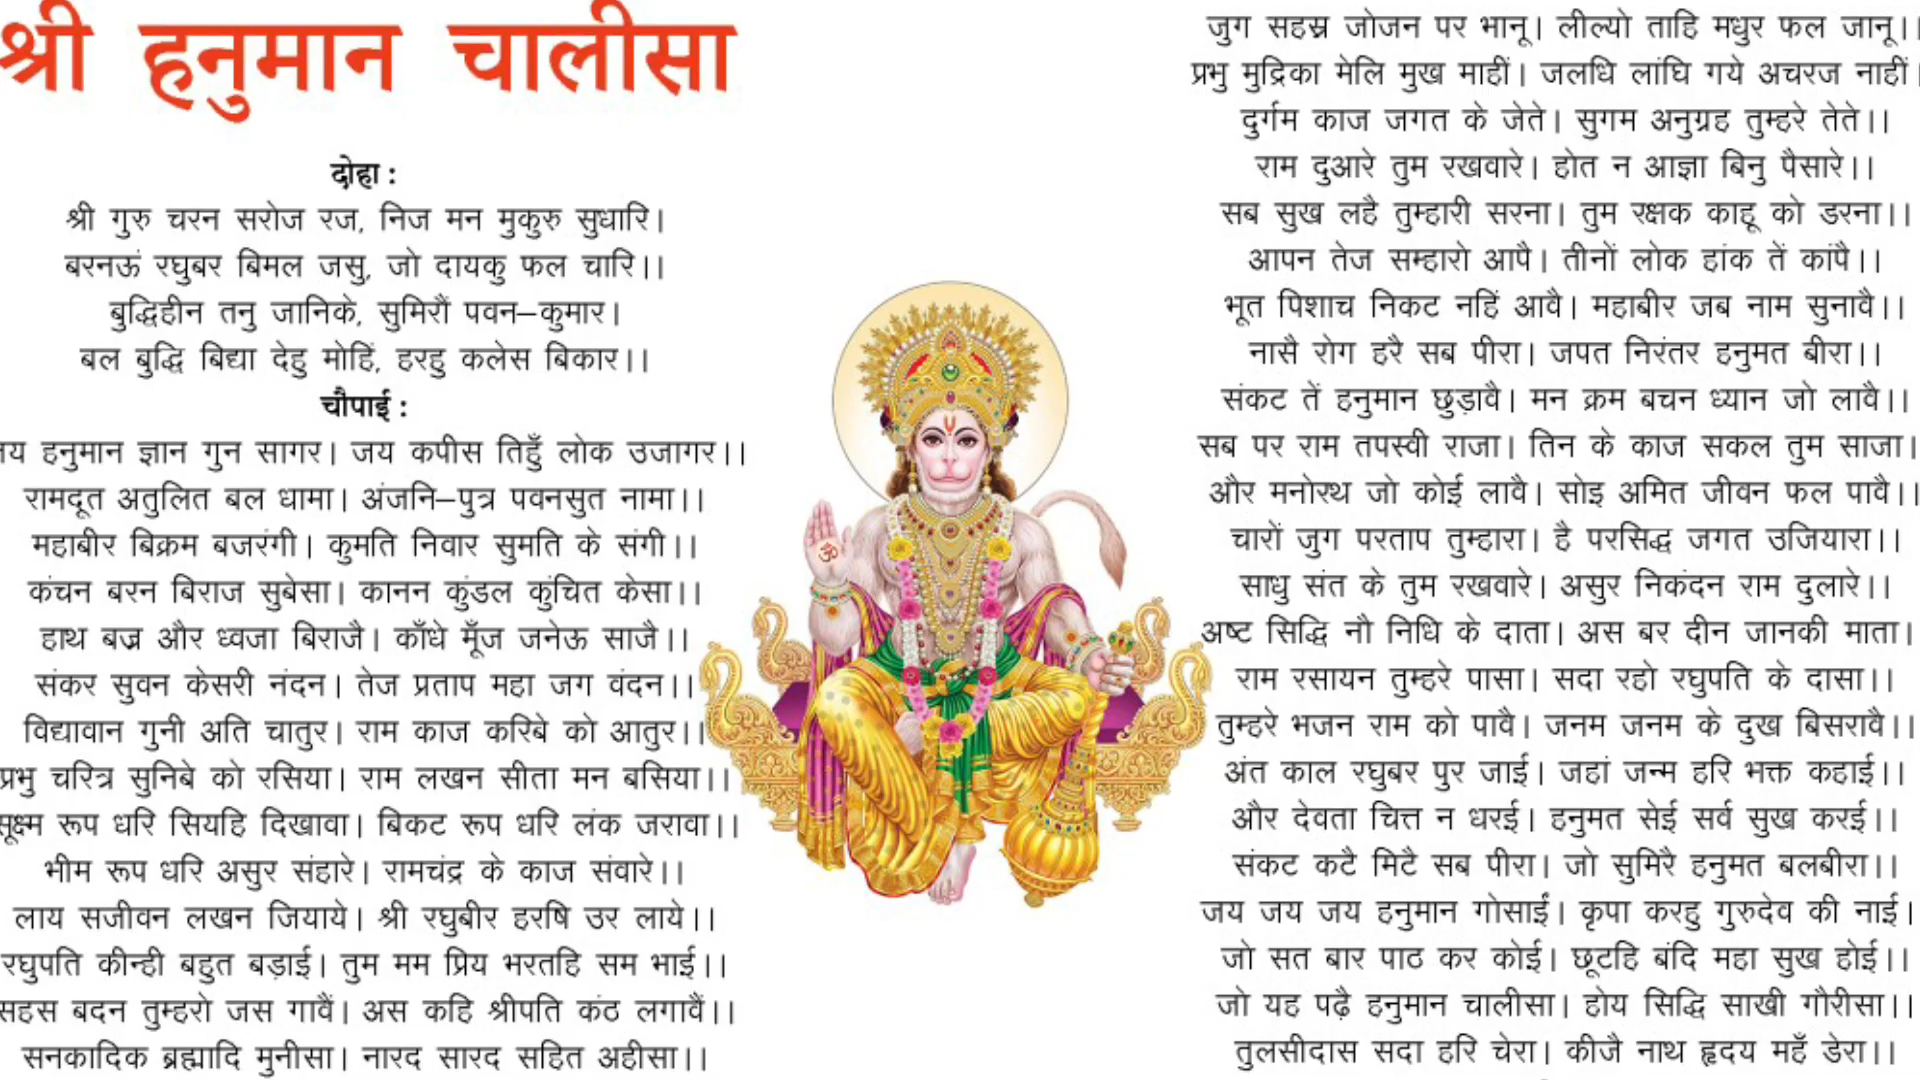 श्री हनुमान चालीसा
दोहा :
श्री गुरु चरन सरोज रज, निज मन मुकुरु सुधारि।
बरनऊं रघुबर बिमल जसु, जो दायकु फल चारि।।
बुद्धिहीन तनु जानिके, सुमिरौं पवन–कुमार।
बल बुद्धि बिद्या देहु मोहिं, हरहु कलेस बिकार।।
चौपाई :
जय हनुमान ज्ञान गुन सागर। जय कपीस तिहुँ लोक उजागर।।
रामदूत अतुलित बल धामा। अंजनि–पुत्र पवनसुत नामा।।
महाबीर बिक्रम बजरंगी। कुमति निवार सुमति के संगी।।
कंचन बरन बिराज सुबेसा। कानन कुंडल कुंचित केसा।।
हाथ बज्र और ध्वजा बिराजै। काँधे मूँज जनेऊ साजै।।
संकर सुवन केसरी नंदन। तेज प्रताप महा जग वंदन।।
विद्यावान गुनी अति चातुर। राम काज करिबे को आतुर।।
प्रभु चरित्र सुनिबे को रसिया। राम लखन सीता मन बसिया।।
सूक्ष्म रूप धरि सियहि दिखावा। बिकट रूप धरि लंक जरावा।।
भीम रूप धरि असुर संहारे। रामचंद्र के काज संवारे।।
लाय सजीवन लखन जियाये। श्री रघुबीर हरषि उर लाये।।
रघुपति कीन्ही बहुत बड़ाई। तुम मम प्रिय भरतहि सम भाई।।
सहस बदन तुम्हरो जस गावैं। अस कहि श्रीपति कंठ लगावैं।।
सनकादिक ब्रह्मादि मुनीसा। नारद सारद सहित अहीसा।।
जुग सहस्र जोजन पर भानू। लील्यो ताहि मधुर फल जानू।।
प्रभु मुद्रिका मेलि मुख माहीं। जलधि लांघि गये अचरज नाहीं।
दुर्गम काज जगत के जेते। सुगम अनुग्रह तुम्हरे तेते।।
राम दुआरे तुम रखवारे। होत न आज्ञा बिनु पैसारे।।
सब सुख लहै तुम्हारी सरना। तुम रक्षक काहू को डरना।।
आपन तेज सम्हारो आपै। तीनों लोक हांक तें कांपै।।
भूत पिशाच निकट नहिं आवै। महाबीर जब नाम सुनावै।।
नासै रोग हरै सब पीरा। जपत निरंतर हनुमत बीरा।।
संकट तें हनुमान छुड़ावै। मन क्रम बचन ध्यान जो लावै।।
सब पर राम तपस्वी राजा। तिन के काज सकल तुम साजा।
और मनोरथ जो कोई लावै। सोइ अमित जीवन फल पावै।।
चारों जुग परताप तुम्हारा। है परसिद्ध जगत उजियारा।।
साधु संत के तुम रखवारे। असुर निकंदन राम दुलारे।।
अष्ट सिद्धि नौ निधि के दाता। अस बर दीन जानकी माता।
राम रसायन तुम्हरे पासा। सदा रहो रघुपति के दासा।।
तुम्हरे भजन राम को पावै। जनम जनम के दुख बिसरावै।।
अंत काल रघुबर पुर जाई। जहां जन्म हरि भक्त कहाई।।
और देवता चित्त न धरई। हनुमत सेई सर्व सुख करई।।
संकट कटै मिटै सब पीरा। जो सुमिरै हनुमत बलबीरा।।
जय जय जय हनुमान गोसाईं। कृपा करहु गुरुदेव की नाई।
जो सत बार पाठ कर कोई। छूटहि बंदि महा सुख होई।।
जो यह पढ़ै हनुमान चालीसा। होय सिद्धि साखी गौरीसा।।
तुलसीदास सदा हरि चेरा। कीजै नाथ हृदय महँ डेरा।।
ॐ